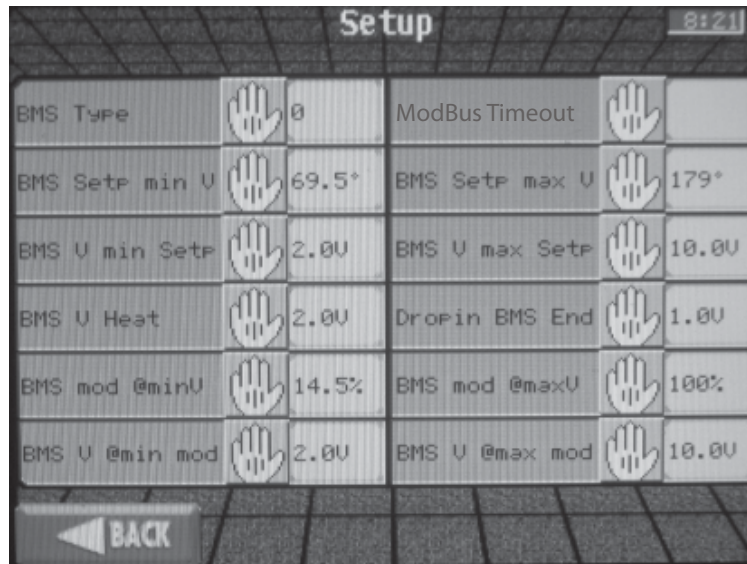 Setup
8:21
BMS Type 0 ModBus Timeout
BMS Setp min V 69.5° BMS Setp max V 179°
BMS V min Setp 2.0V BMS V max Setp 10.0V
BMS V Heat 2.0V Dropin BMS End 1.0V
BMS mod @minV 14.5% BMS mod @maxV 100%
BMS V @min mod 2.0V BMS V @max mod 10.0V
BACK